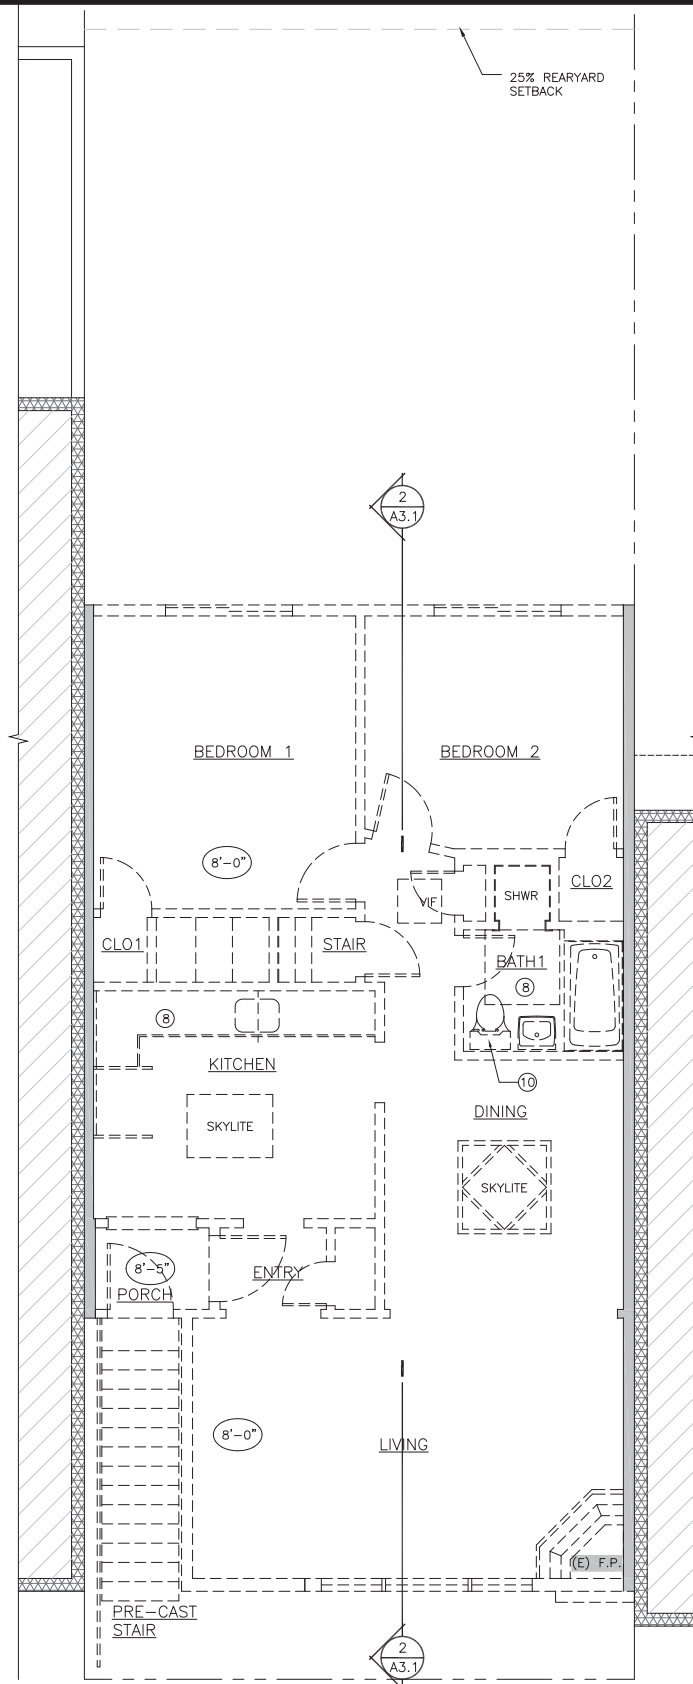 25% REARYARD
SETBACK
2
A3.1
BEDROOM 1
BEDROOM 2
8'-0"
CLO2
VIF
SHWR
CLO1
STAIR
BATH1
8
8
KITCHEN
10
DINING
SKYLITE
SKYLITE
8'-5"
ENTRY
PORCH
8'-0"
LIVING
(E) F.P.
PRE-CAST
STAIR
2
A3.1